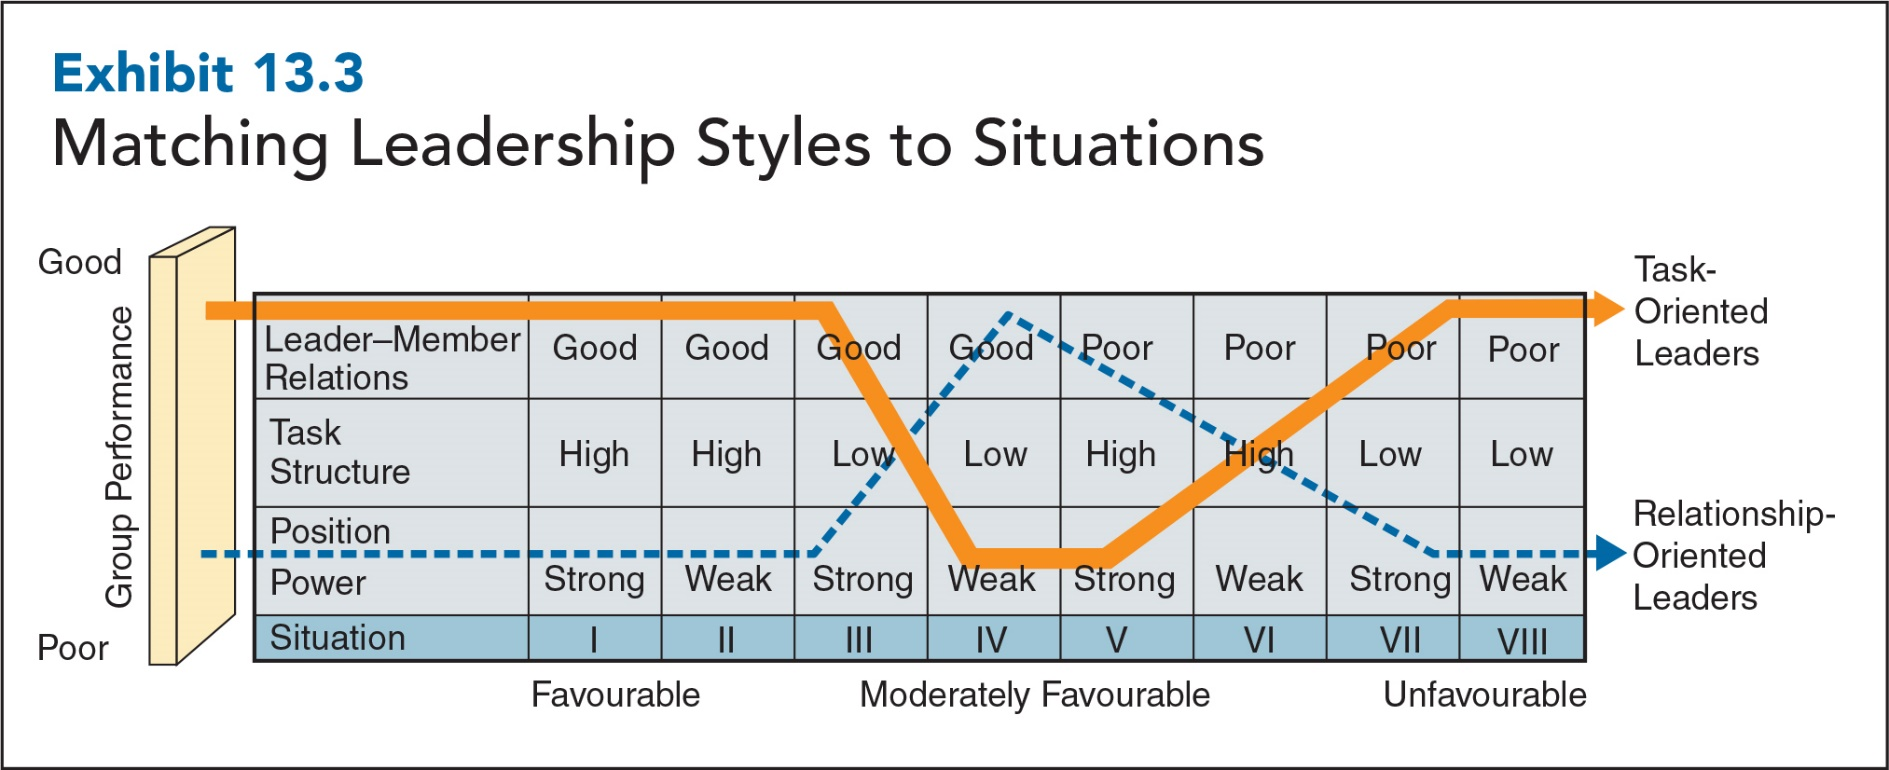 Exhibit 13.3
Matching Leadership Styles to Situations
Good
Group Performance
Poor
Leader–Member
Relations
Good Good Good Good Poor Poor Poor Poor
Task
Structure
High High Low Low High High Low Low
Position
Power
Strong Weak Strong Weak Strong Weak Strong Weak
Situation I II III IV V VI VII VIII
Favourable Moderately Favourable Unfavourable
Task-
Oriented
Leaders
Relationship-
Oriented
Leaders